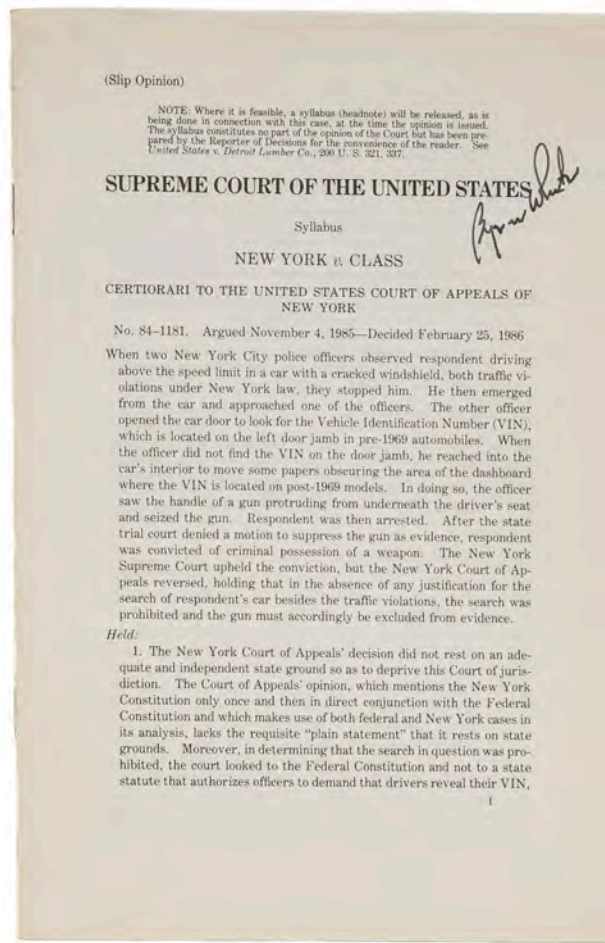 (Slip Opinion)
NOTE: Where it is feasible, a syllabus (headnote) will be released, as is
being done in connection with this case, at the time the opinion is issued.
The syllabus constitutes no part of the opinion of the Court but has been pre-
pared by the Reporter of Decisions for the convenience of the reader. See
United States v. Detroit Lumber Co., 200 U. S. 321, 337.
SUPREME COURT OF THE UNITED STATES
Byron White
Syllabus
NEW YORK v. CLASS
CERTIORARI TO THE UNITED STATES COURT OF APPEALS OF
NEW YORK
No. 84–1181. Argued November 4, 1985—Decided February 25, 1986
When two New York City police officers observed respondent driving
above the speed limit in a car with a cracked windshield, both traffic vi-
olations under New York law, they stopped him. He then emerged
from the car and approached one of the officers. The other officer
opened the car door to look for the Vehicle Identification Number (VIN),
which is located on the left door jamb in pre-1969 automobiles. When
the officer did not find the VIN on the door jamb, he reached into the
car's interior to move some papers obscuring the area of the dashboard
where the VIN is located on post-1969 models. In doing so, the officer
saw the handle of a gun protruding from underneath the driver's seat
and seized the gun. Respondent was then arrested. After the state
trial court denied a motion to suppress the gun as evidence, respondent
was convicted of criminal possession of a weapon. The New York
Supreme Court upheld the conviction, but the New York Court of Ap-
peals reversed, holding that in the absence of any justification for the
search of respondent's car besides the traffic violations, the search was
prohibited and the gun must accordingly be excluded from evidence.
Held:
1. The New York Court of Appeals' decision did not rest on an ade-
quate and independent state ground so as to deprive this Court of juris-
diction. The Court of Appeals' opinion, which mentions the New York
Constitution only once and then in direct conjunction with the Federal
Constitution and which makes use of both federal and New York cases in
its analysis, lacks the requisite "plain statement" that it rests on state
grounds. Moreover, in determining that the search in question was pro-
hibited, the court looked to the Federal Constitution and not to a state
statute that authorizes officers to demand that drivers reveal their VIN,
I